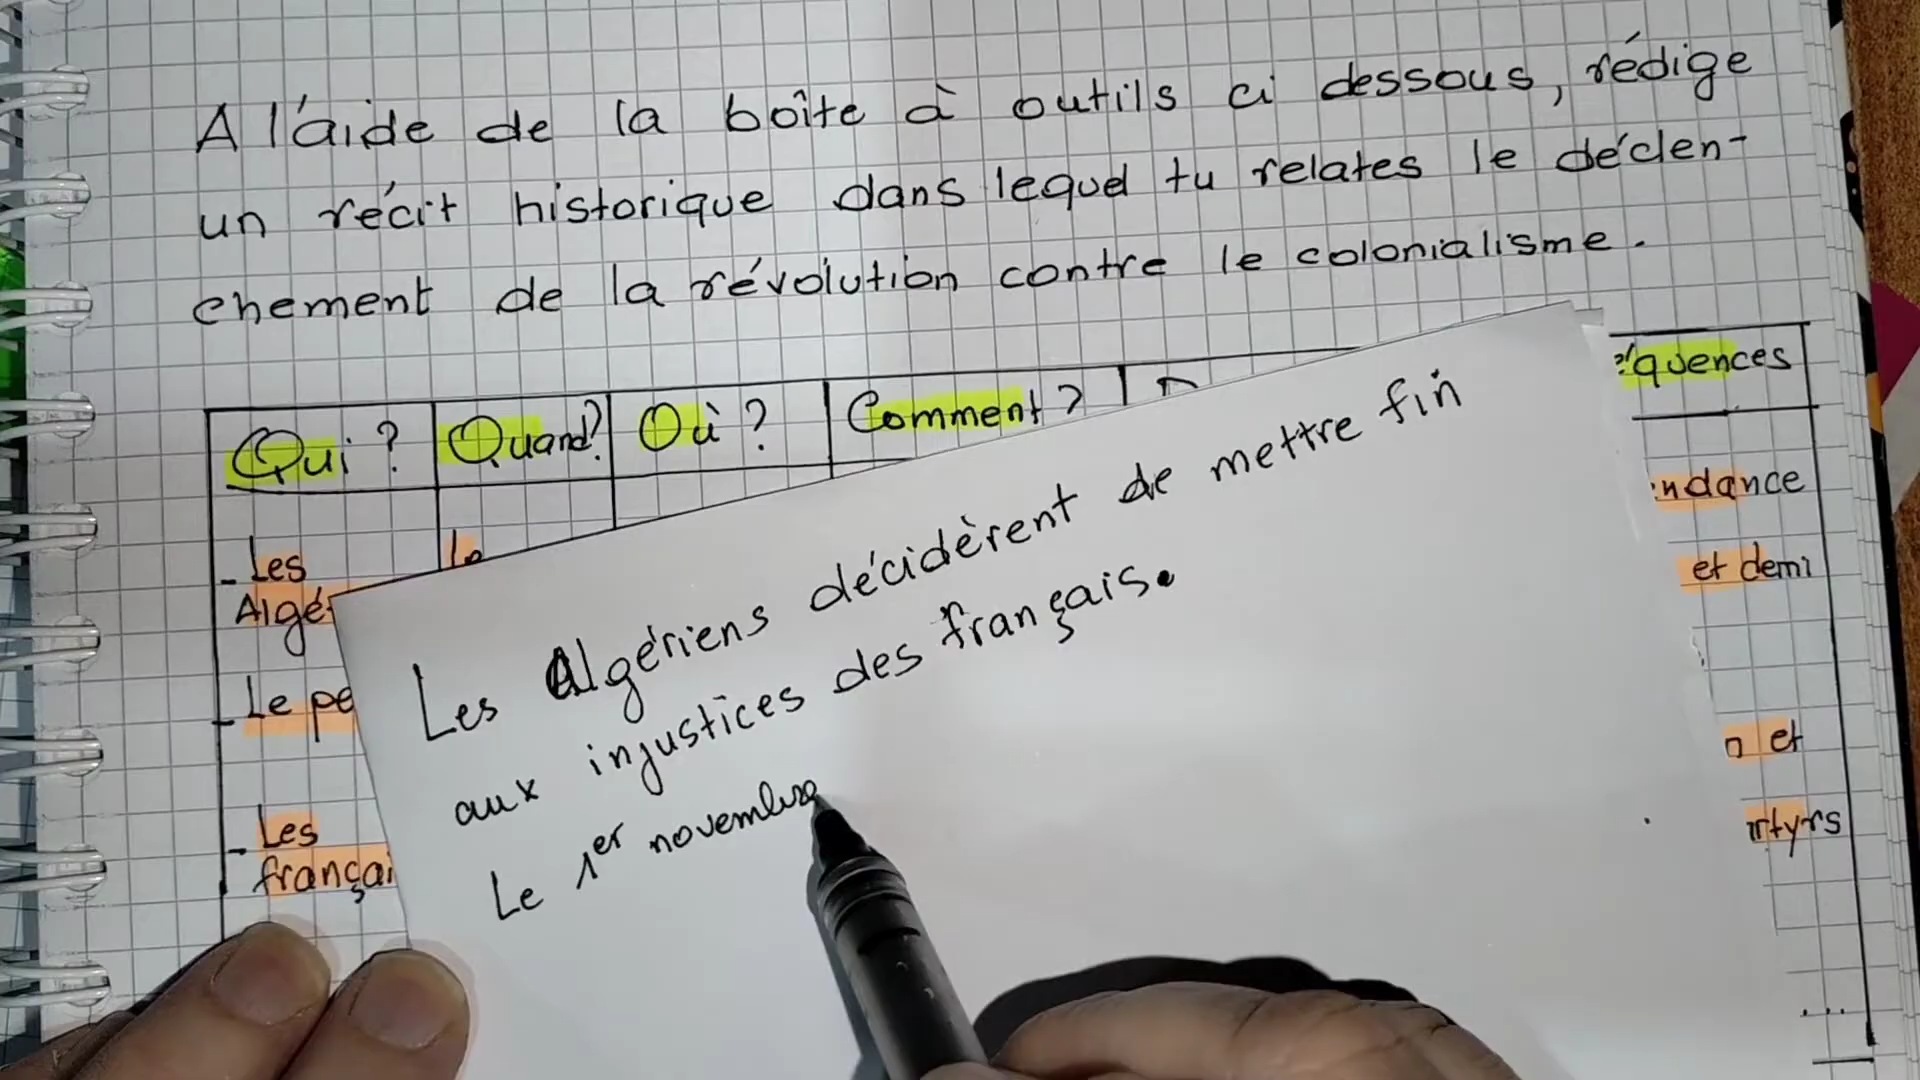 A l'aide de la boîte à outils ci dessous, rédige
un récit historique dans lequel tu relates le déclen-
chement de la révolution contre le colonialisme.
Qui ? Quand? Où ? Comment ? équences
- Les
Algé
Le
ndance
et demi
- Le pe
n et
- Les
françai
rtyrs
Les Algériens décidèrent de mettre fin
aux injustices des français.
Le 1er novembre
....